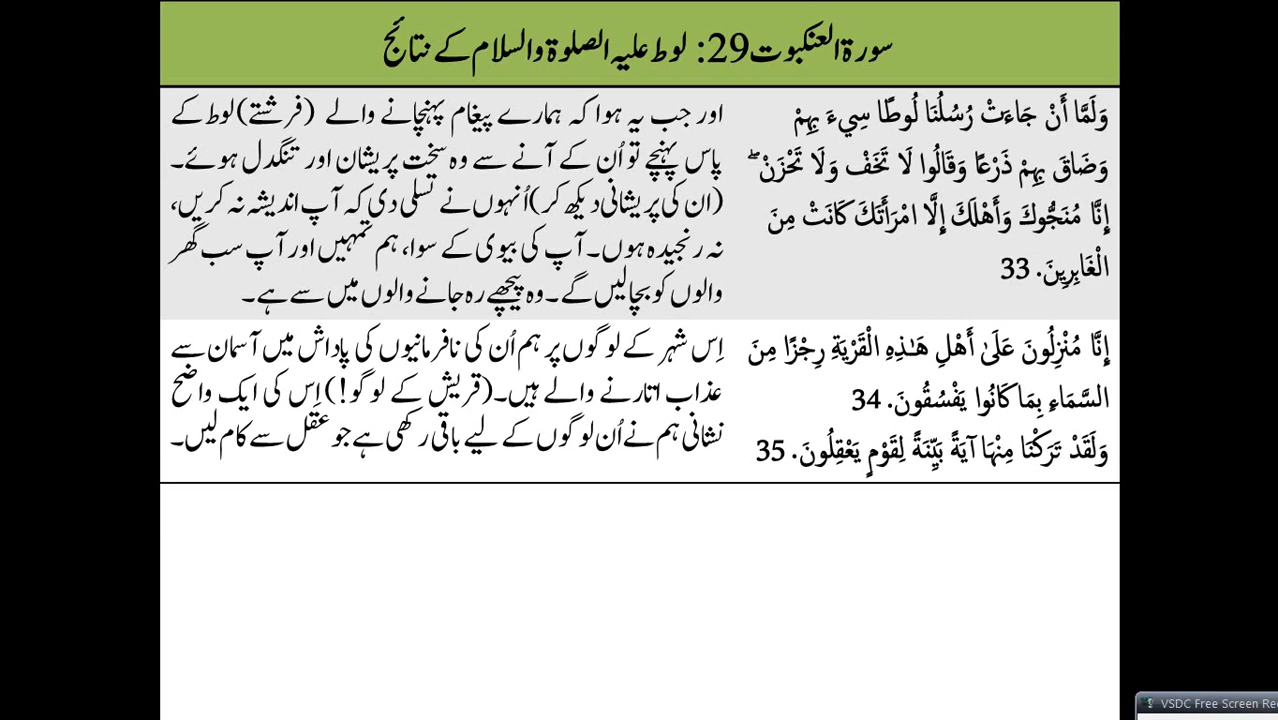 سورۃ العنکبوت 29: لوط علیہ الصلوۃ والسلام کے نتائج
وَلَمَّا أَنْ جَاءَتْ رُسُلُنَا لُوطًا سِيءَ بِهِمْ
وَضَاقَ بِهِمْ ذَرْعًا وَقَالُوا لَا تَخَفْ وَلَا تَحْزَنْ ۖ
إِنَّا مُنَجُّوكَ وَأَهْلَكَ إِلَّا امْرَأَتَكَ كَانَتْ مِنَ
الْغَابِرِينَ. 33
اور جب یہ ہوا کہ ہمارے پیغام پہنچانے والے (فرشتے) لوط کے
پاس پہنچے تو اُن کے آنے سے وہ سخت پریشان اور تنگدل ہوئے۔
(ان کی پریشانی دیکھ کر) اُنہوں نے تسلی دی کہ آپ اندیشہ نہ کریں،
نہ رنجیدہ ہوں۔ آپ کی بیوی کے سوا، ہم تمہیں اور آپ سب گھر
والوں کو بچا لیں گے۔ وہ پیچھے رہ جانے والوں میں سے ہے۔
إِنَّا مُنْزِلُونَ عَلَىٰ أَهْلِ هَٰذِهِ الْقَرْيَةِ رِجْزًا مِنَ
السَّمَاءِ بِمَا كَانُوا يَفْسُقُونَ. 34
وَلَقَدْ تَرَكْنَا مِنْهَا آيَةً بَيِّنَةً لِقَوْمٍ يَعْقِلُونَ. 35
اِس شہر کے لوگوں پر ہم اُن کی نافرمانیوں کی پاداش میں آسمان سے
عذاب اتارنے والے ہیں۔ (قریش کے لوگو!) اِس کی ایک واضح
نشانی ہم نے اُن لوگوں کے لیے باقی رکھی ہے جو عقل سے کام لیں۔
VSDC Free Screen Re